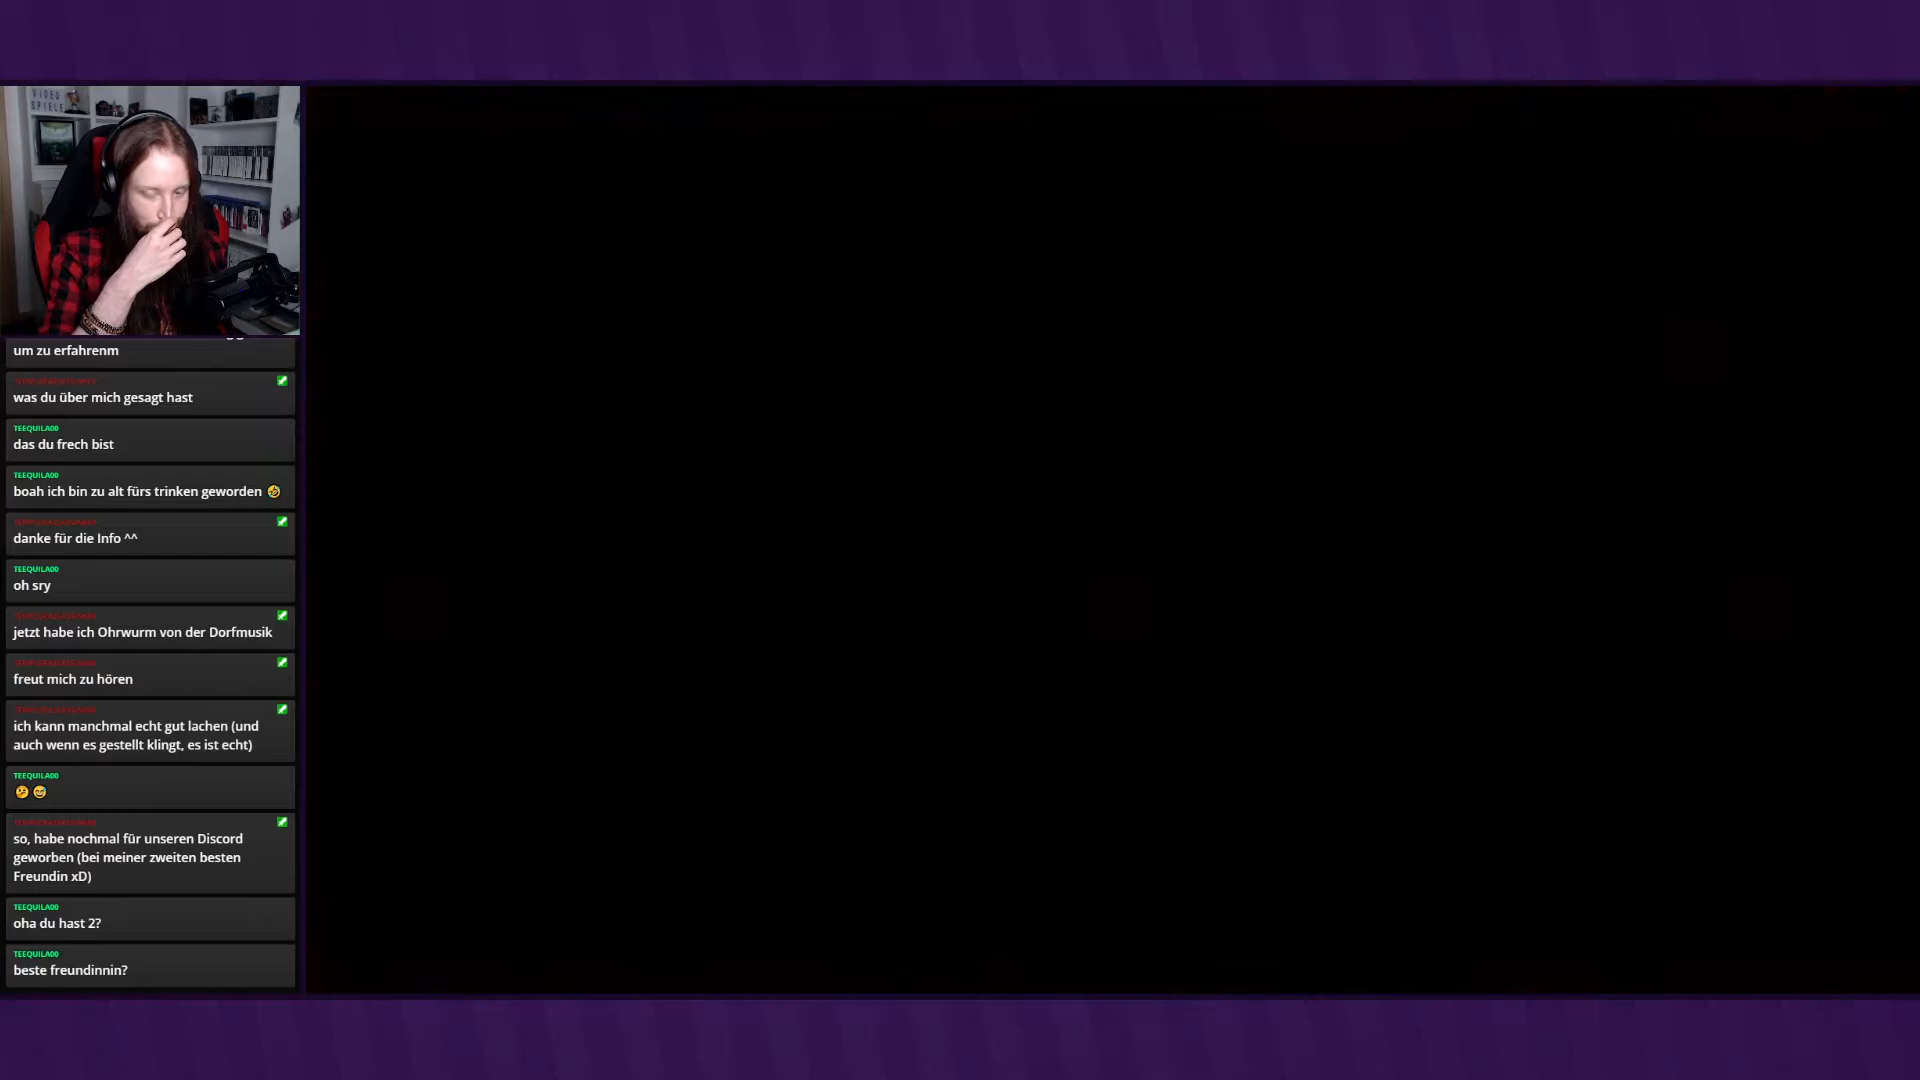 VIDEO
SPIELE
um zu erfahrenm
was du über mich gesagt hast
TEEQUILA00
das du frech bist
TEEQUILA00
boah ich bin zu alt fürs trinken geworden 🤣
danke für die Info ^^
TEEQUILA00
oh sry
jetzt habe ich Ohrwurm von der Dorfmusik
freut mich zu hören
ich kann manchmal echt gut lachen (und
auch wenn es gestellt klingt, es ist echt)
TEEQUILA00
🤔 😅
so, habe nochmal für unseren Discord
geworben (bei meiner zweiten besten
Freundin xD)
TEEQUILA00
oha du hast 2?
TEEQUILA00
beste freundinnin?